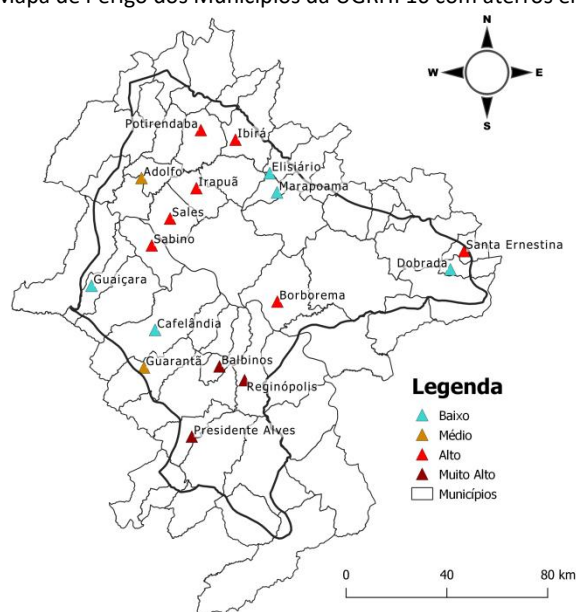 Mapa de Perigo dos Municípios da UGRHI 16 com aterros e
N
W E
S
Potirendaba
Ibirá
Elisiário
Adolfo
Irapuã
Marapoama
Sales
Sabino
Santa Ernestina
Dobrada
Guaiçara
Borborema
Cafelândia
Guarantã
Balbinos
Reginópolis
Presidente Alves
Legenda
Baixo
Médio
Alto
Muito Alto
Municípios
0 40 80 km